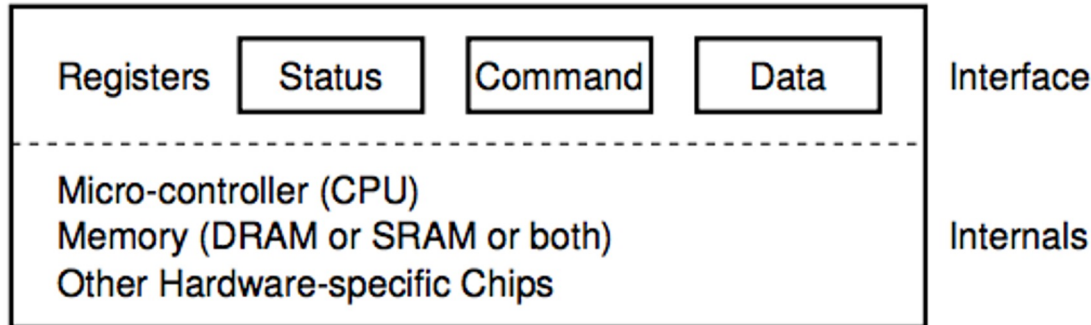 Registers Status Command Data Interface
Micro-controller (CPU)
Memory (DRAM or SRAM or both) Internals
Other Hardware-specific Chips